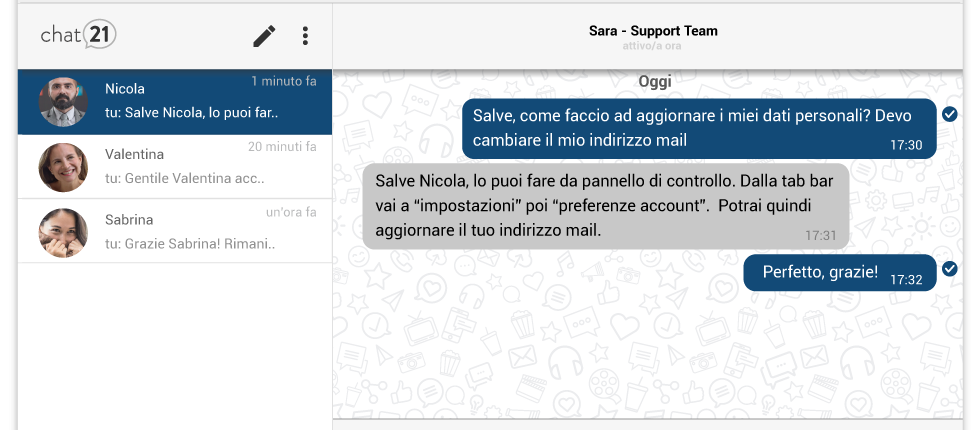 chat 21
Nicola
1 minuto fa
tu: Salve Nicola, lo puoi far..
Valentina
20 minuti fa
tu: Gentile Valentina acc..
Sabrina
un'ora fa
tu: Grazie Sabrina! Rimani..
Sara - Support Team
attivo/a ora
Oggi
Salve, come faccio ad aggiornare i miei dati personali? Devo
cambiare il mio indirizzo mail
17:30
Salve Nicola, lo puoi fare da pannello di controllo. Dalla tab bar
vai a “impostazioni” poi “preferenze account”.  Potrai quindi
aggiornare il tuo indirizzo mail.
17:31
Perfetto, grazie!
17:32